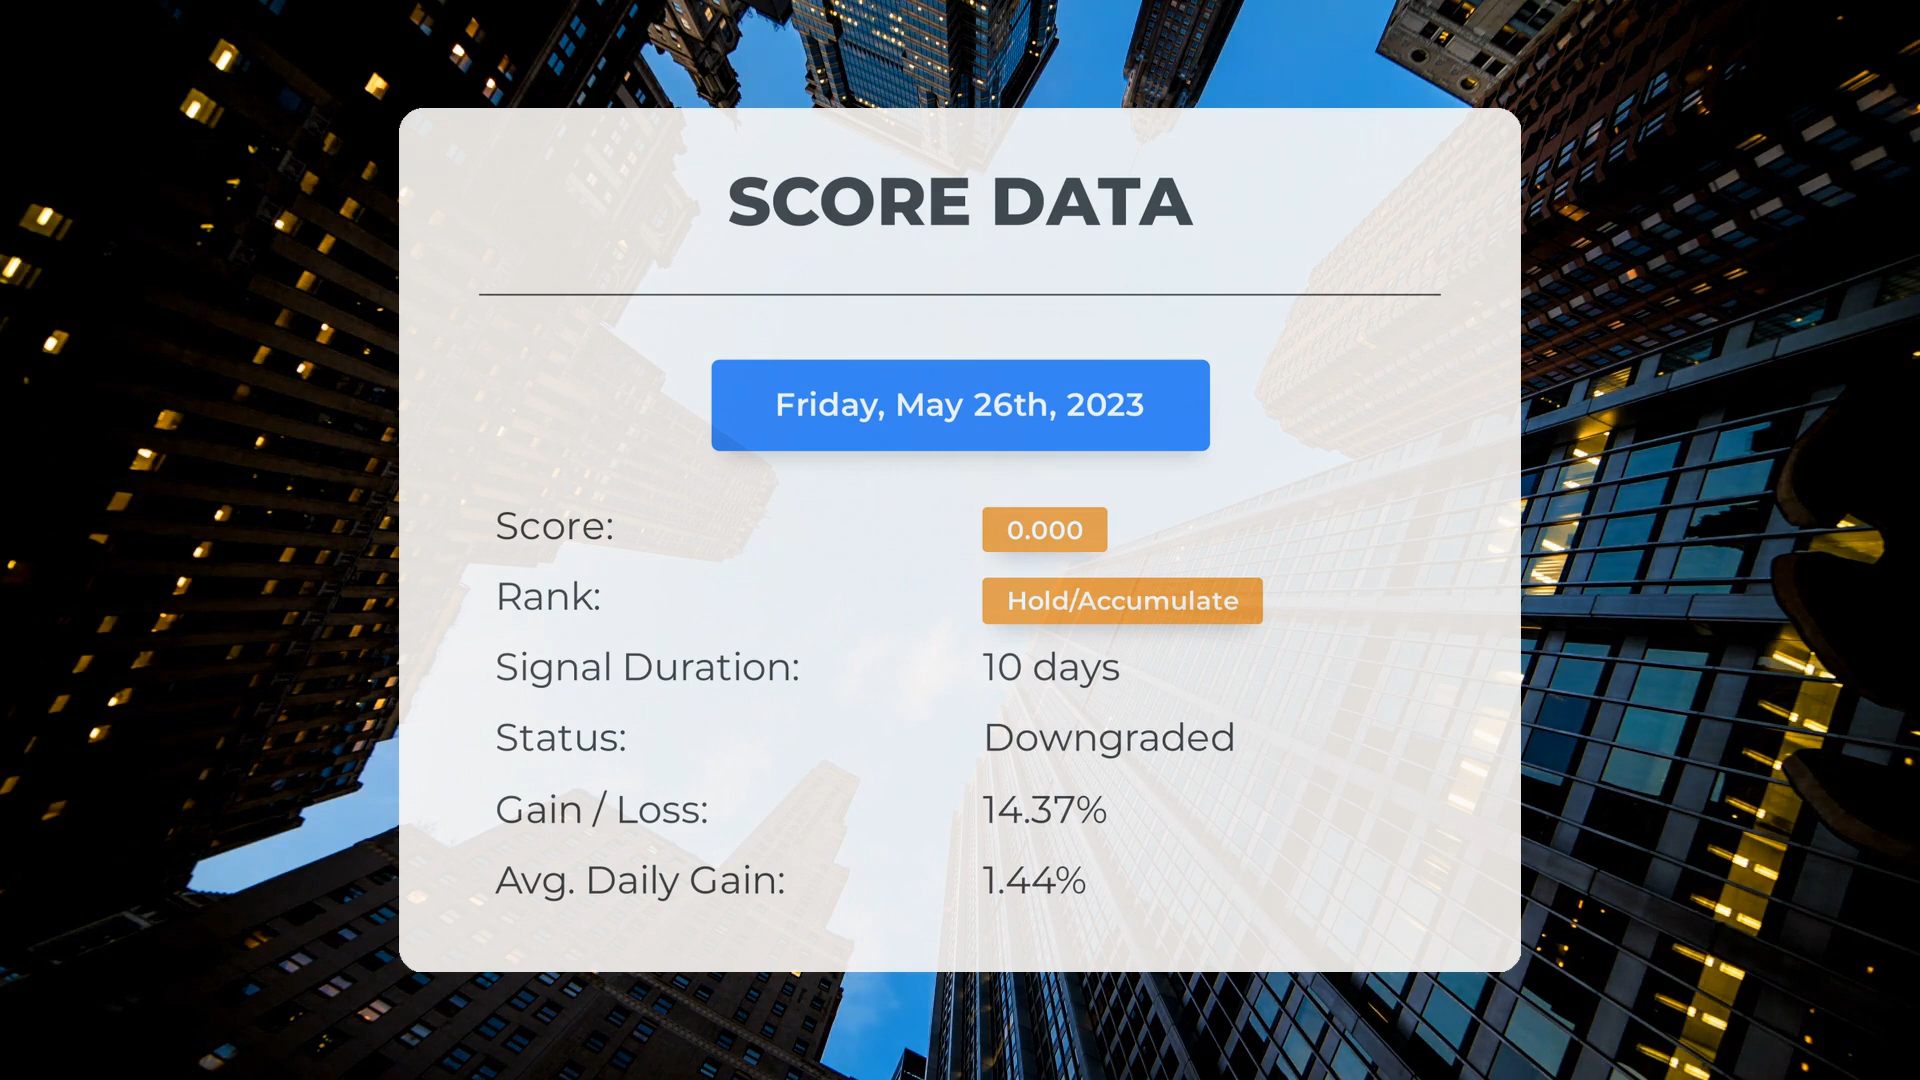 SCORE DATA
Friday, May 26th, 2023
Score: 0.000
Rank: Hold/Accumulate
Signal Duration: 10 days
Status: Downgraded
Gain / Loss: 14.37%
Avg. Daily Gain: 1.44%